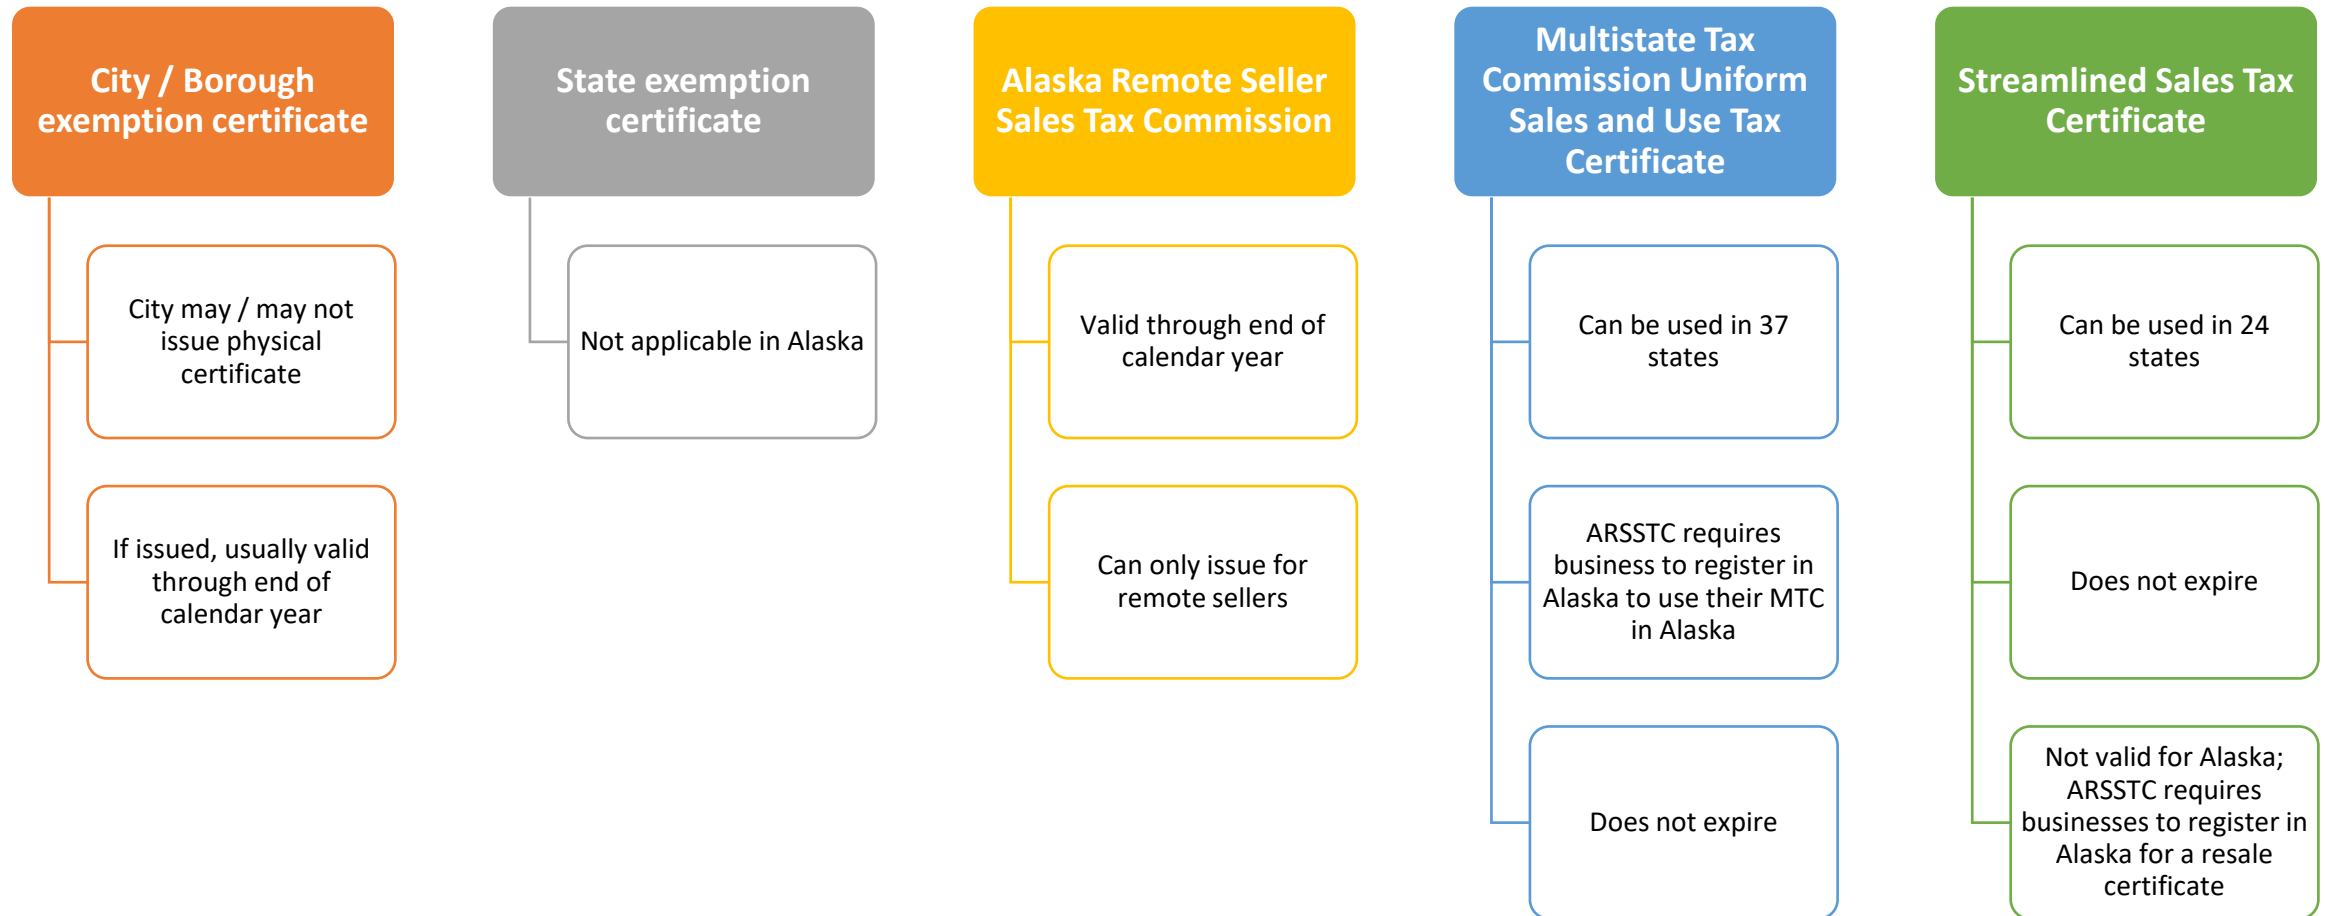 City / Borough
exemption certificate
City may / may not
issue physical
certificate
If issued, usually valid
through end of
calendar year
State exemption
certificate
Not applicable in Alaska
Alaska Remote Seller
Sales Tax Commission
Valid through end of
calendar year
Can only issue for
remote sellers
Multistate Tax
Commission Uniform
Sales and Use Tax
Certificate
Can be used in 37
states
ARSSTC requires
business to register in
Alaska to use their MTC
in Alaska
Does not expire
Streamlined Sales Tax
Certificate
Can be used in 24
states
Does not expire
Not valid for Alaska;
ARSSTC requires
businesses to register in
Alaska for a resale
certificate